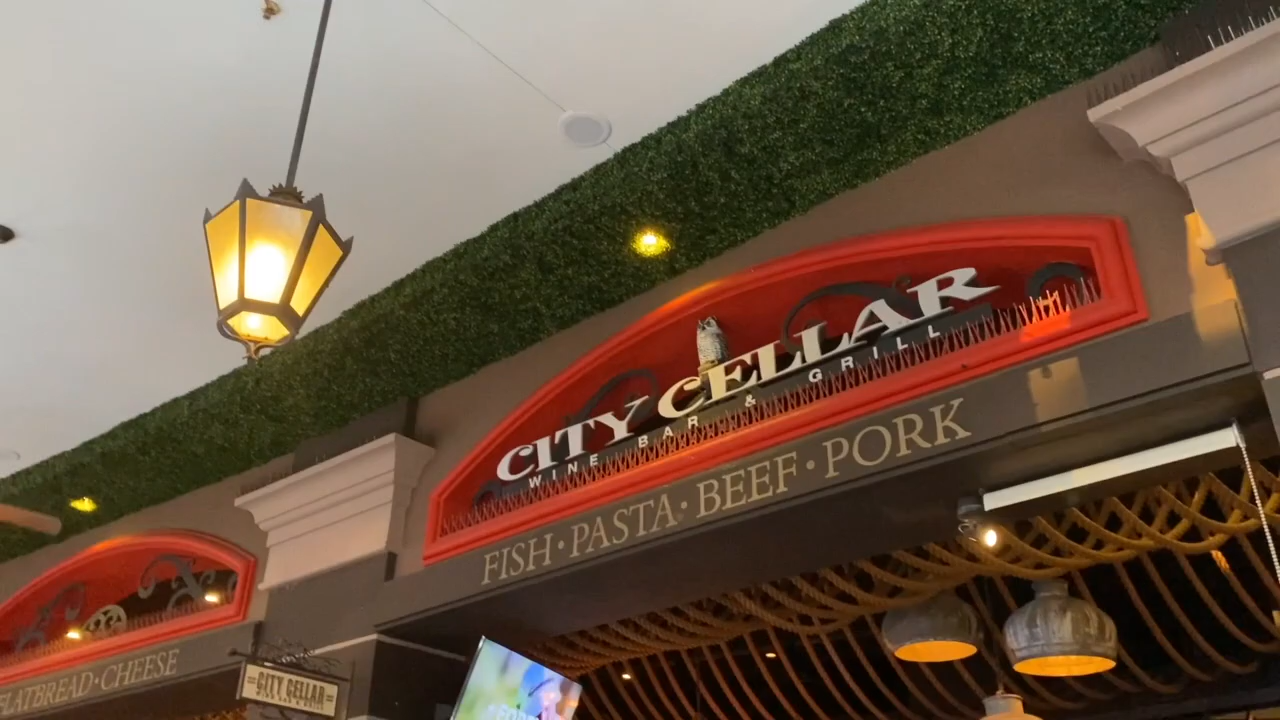 CITY CELLAR
WINE BAR & GRILL
FISH·PASTA·BEEF·PORK
FLATBREAD·CHEESE
CITY CELLAR